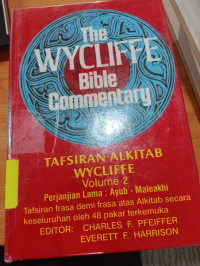 The
WYCLIFFE
Bible
Commentary
TAFSIRAN ALKITAB
WYCLIFFE
Volume 2
Perjanjian Lama : Ayub - Maleakhi
Tafsiran frasa demi frasa atas Alkitab secara
keseluruhan oleh 48 pakar terkemuka
EDITOR: CHARLES F. PFEIFFER
EVERETT F. HARRISON